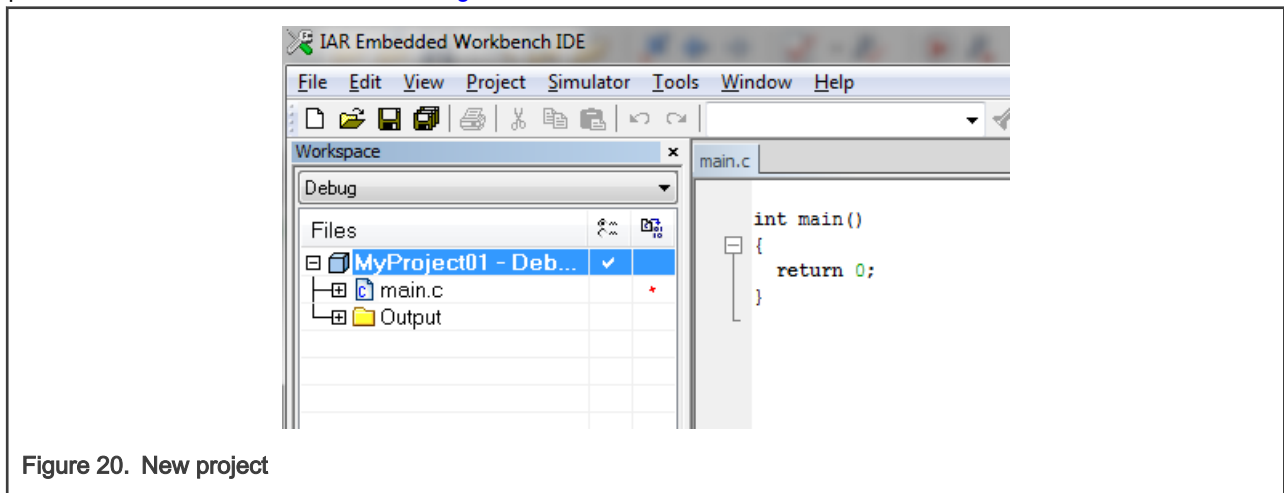 IAR Embedded Workbench IDE
File Edit View Project Simulator Tools Window Help
Workspace
main.c
Debug
Files
MyProject01 - Deb...
main.c
Output
int main()
{
return 0;
}
Figure 20. New project